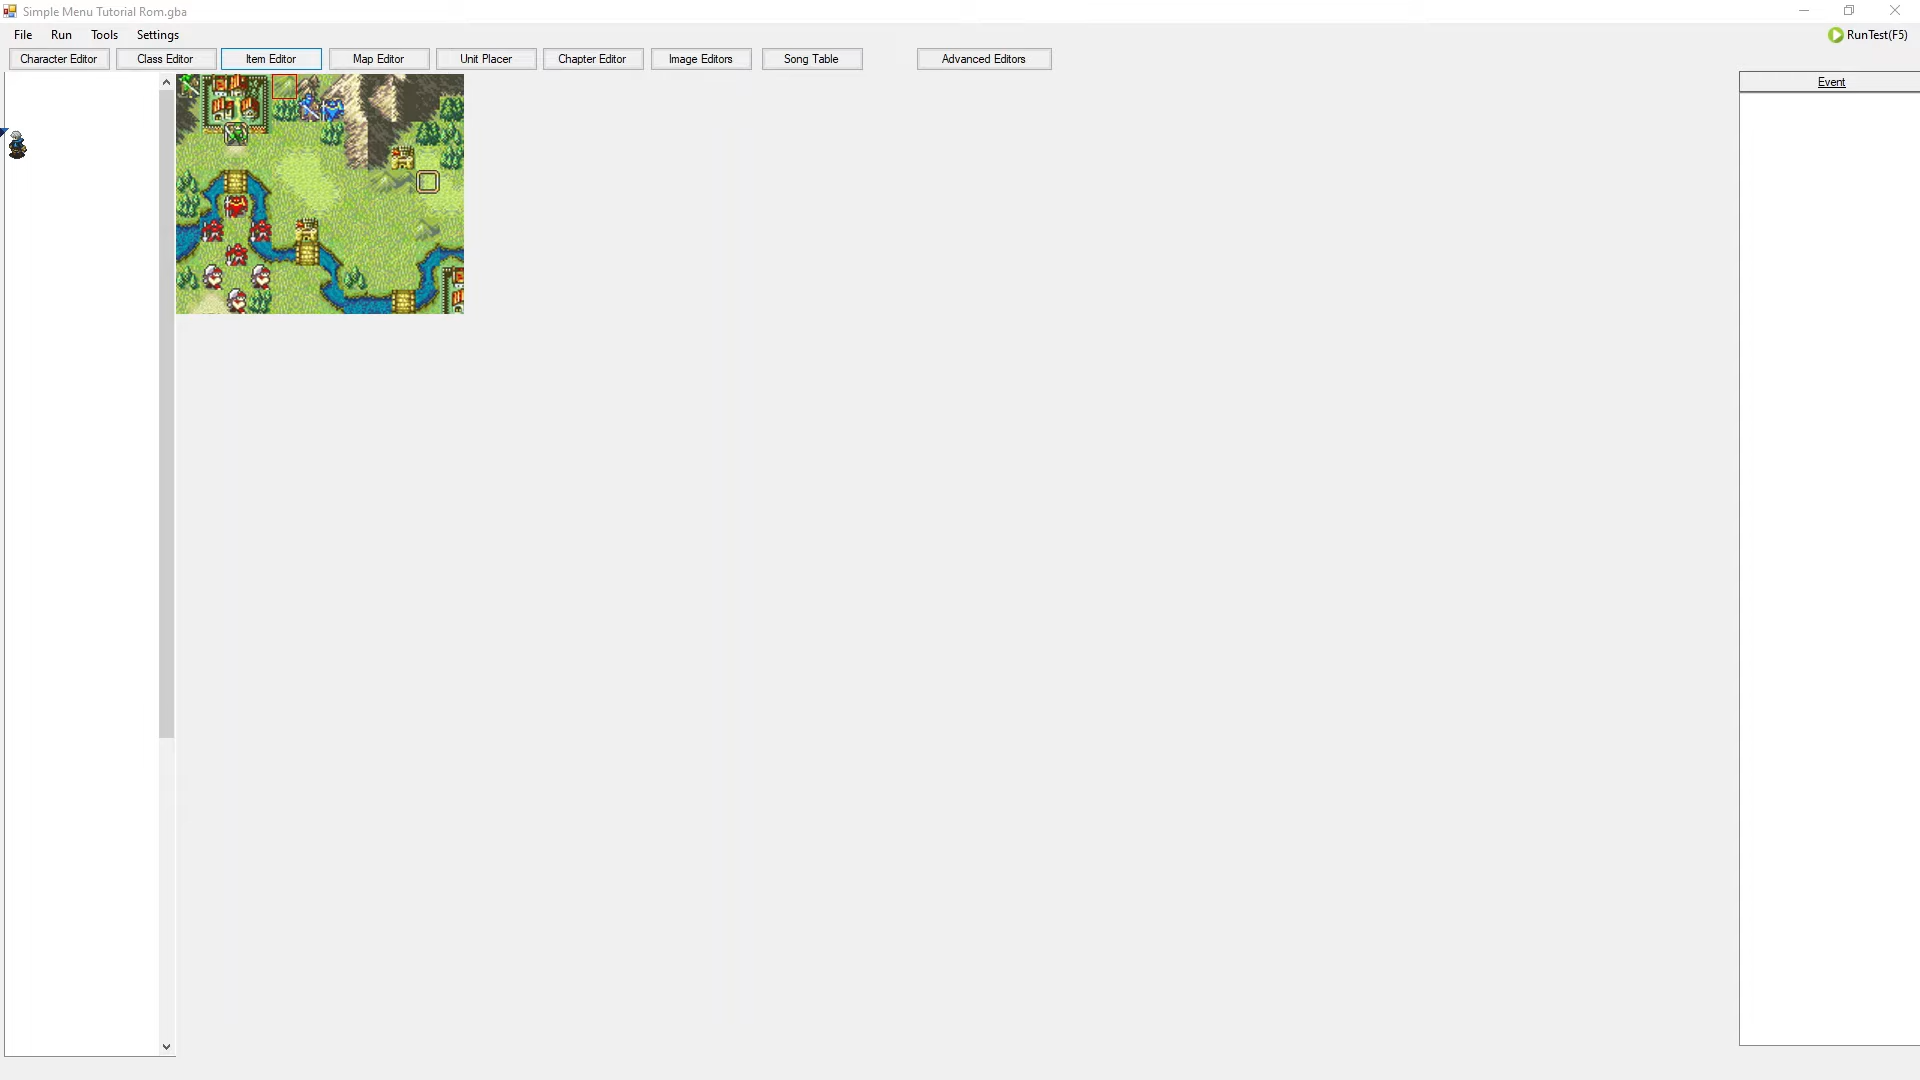 Simple Menu Tutorial Rom.gba
File Run Tools Settings RunTest(F5)
Character Editor Class Editor Item Editor Map Editor Unit Placer Chapter Editor Image Editors Song Table Advanced Editors
Event